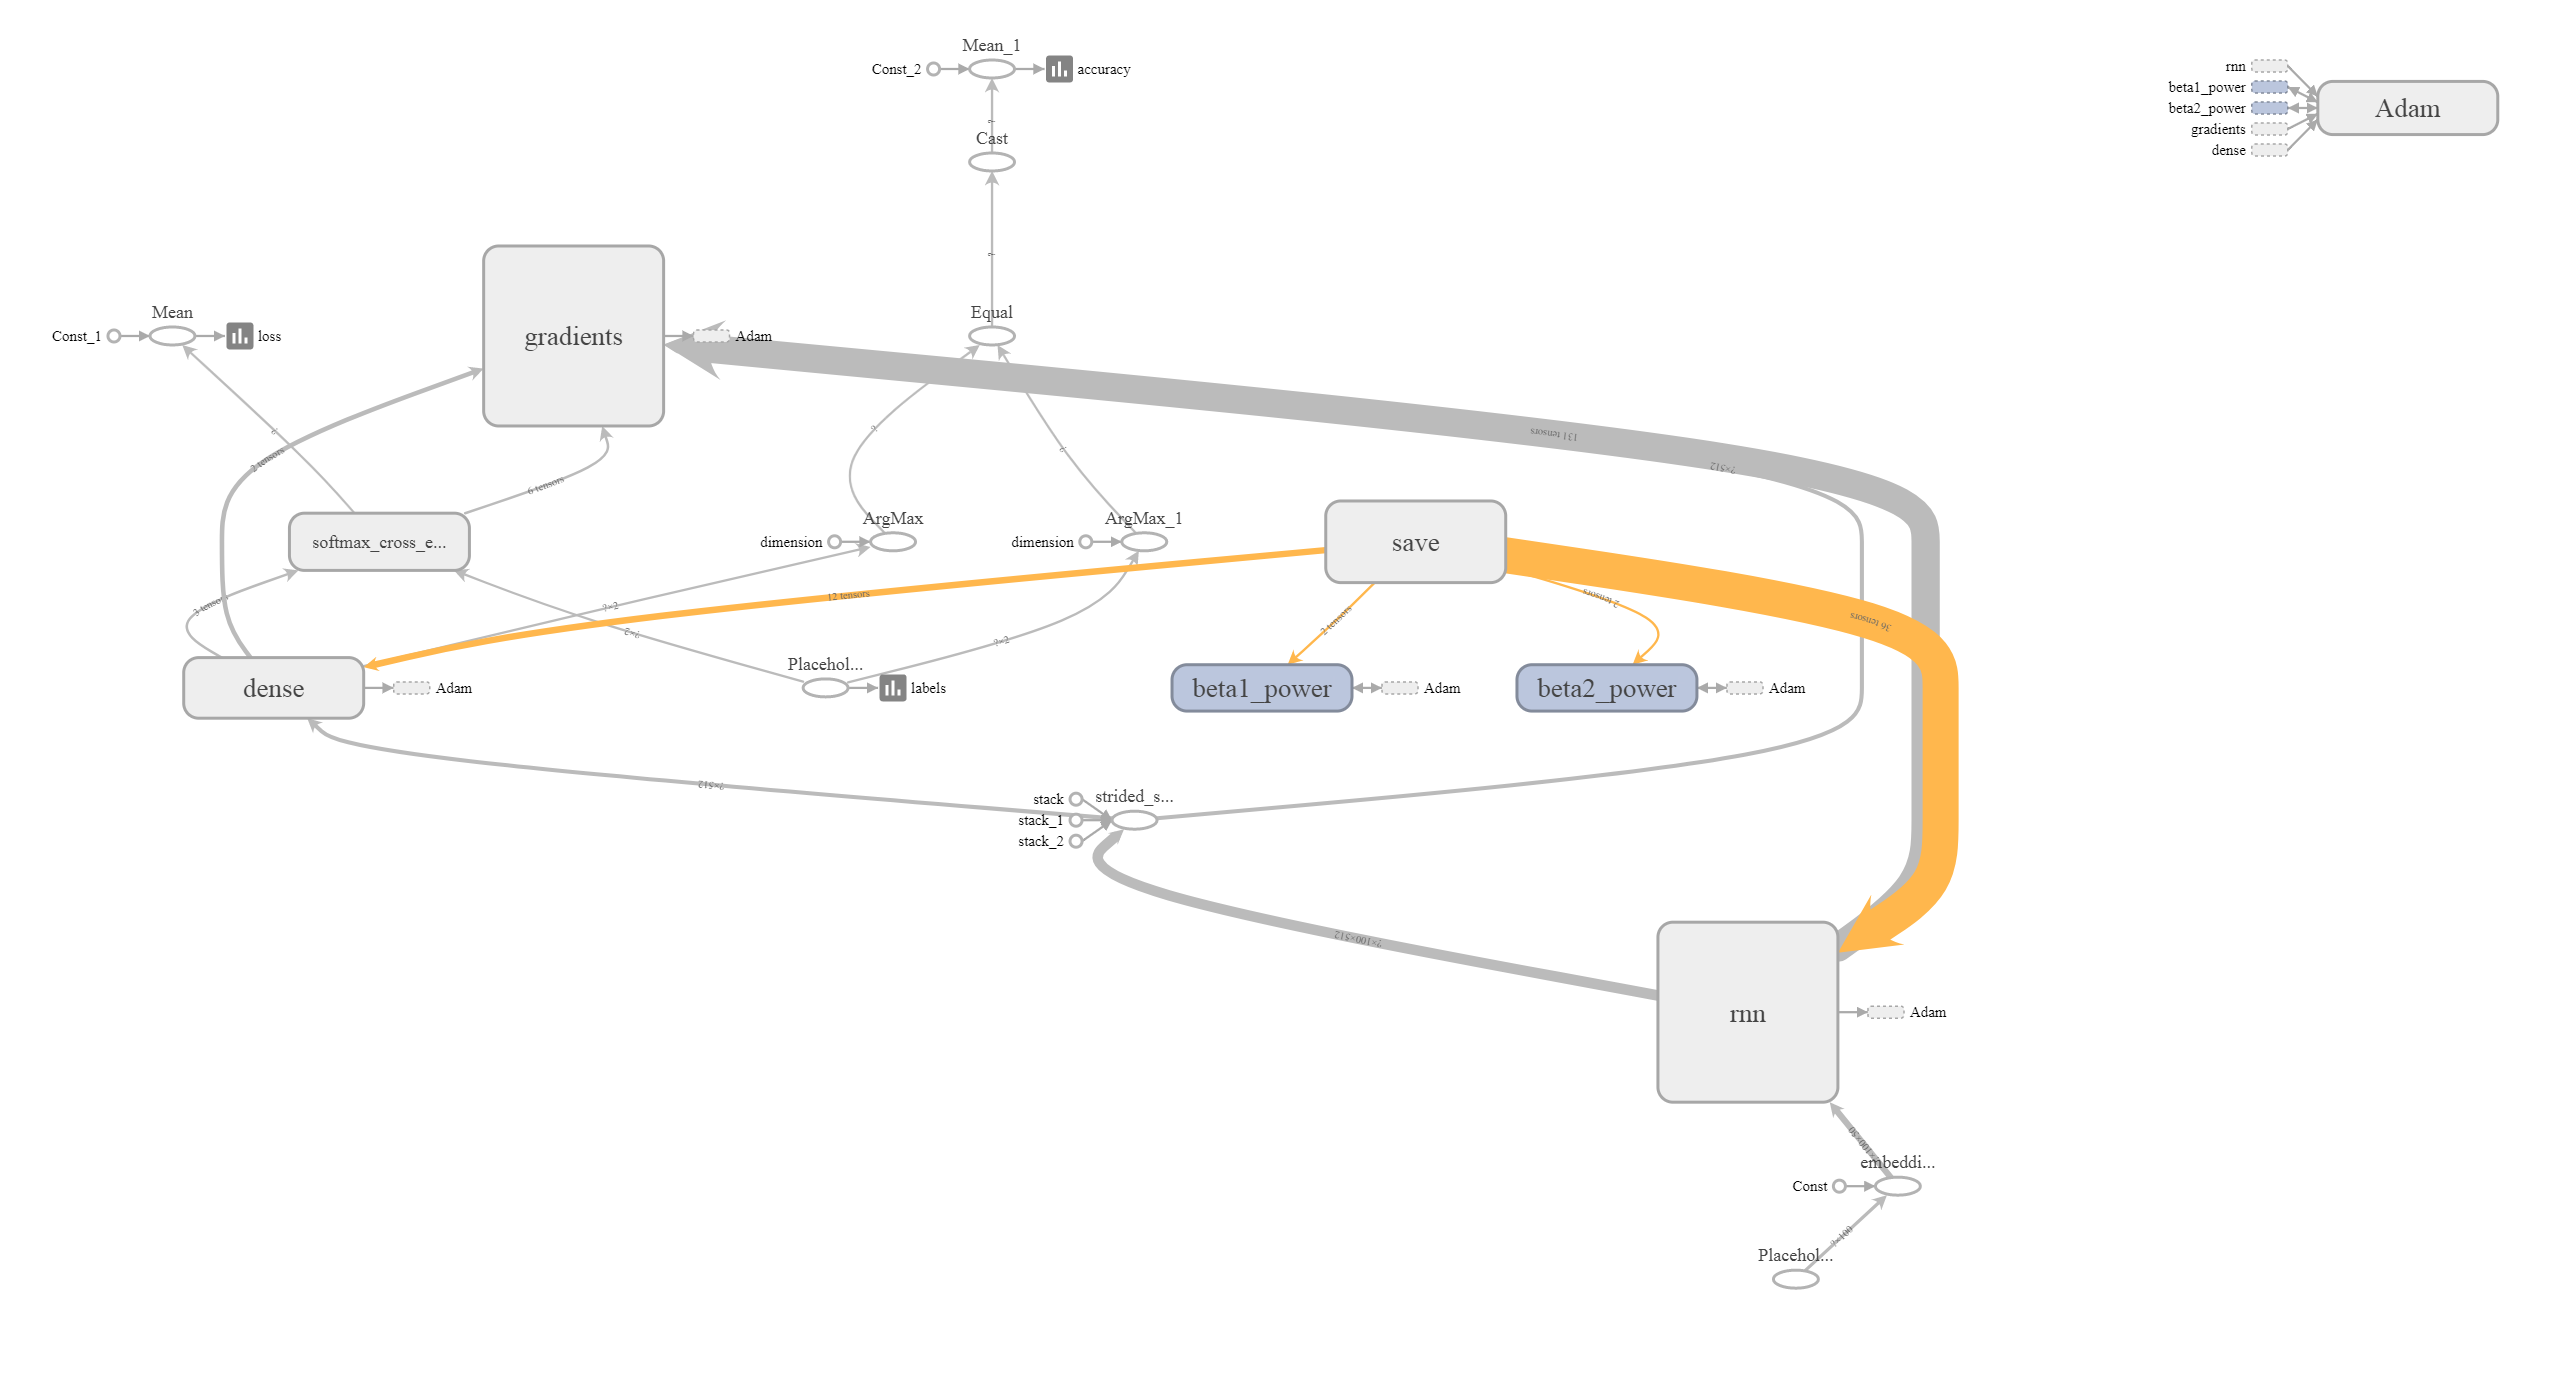 Mean_1
Const_2
accuracy
?
Cast
?
rnn
beta1_power
beta2_power
gradients
dense
Adam
Mean
Const_1
loss
gradients
Adam
Equal
?
2 tensors
6 tensors
?
?
131 tensors
?×512
softmax_cross_e...
ArgMax
dimension
ArgMax_1
dimension
save
3 tensors
?×2
?×2
12 tensors
?×2
2 tensors
2 tensors
36 tensors
dense
Adam
Placehol...
labels
beta1_power
Adam
beta2_power
Adam
?×512
stack
stack_1
stack_2
strided_s...
?×100×512
rnn
Adam
?×100×50
embeddi...
Const
?×100
Placehol...